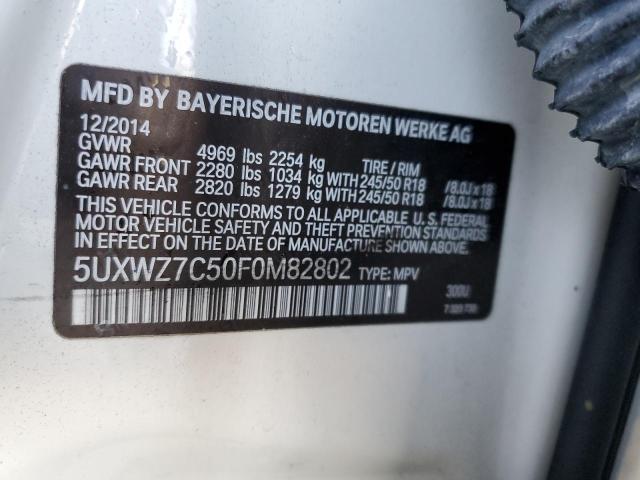 MFD BY BAYERISCHE MOTOREN WERKE AG
12/2014
GVWR 4969 lbs 2254 kg TIRE / RIM
GAWR FRONT 2280 lbs 1034 kg WITH 245/50 R18 /8.0J x 18
GAWR REAR 2820 lbs 1279 kg WITH 245/50 R18 /8.0J x 18
THIS VEHICLE CONFORMS TO ALL APPLICABLE U. S. FEDERAL
MOTOR VEHICLE SAFETY AND THEFT PREVENTION STANDARDS
IN EFFECT ON THE DATE OF MANUFACTURE SHOWN ABOVE.
5UXWZ7C50F0M82802 TYPE: MPV
300U